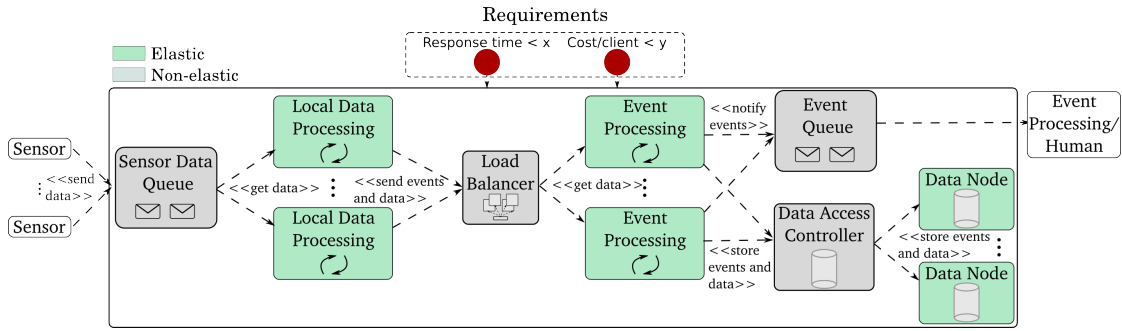 Requirements
Response time < x
Cost/client < y
Elastic
Non-elastic
Sensor
<<send
data>>
Sensor
Sensor Data
Queue
<<get data>>
Local Data
Processing
Local Data
Processing
<<send events
and data>>
Load
Balancer
<<get data>>
Event
Processing
Event
Processing
<<notify
events>>
<<store
events and
data>>
Event
Queue
Data Access
Controller
<<store events
and data>>
Data Node
Data Node
Event
Processing/
Human